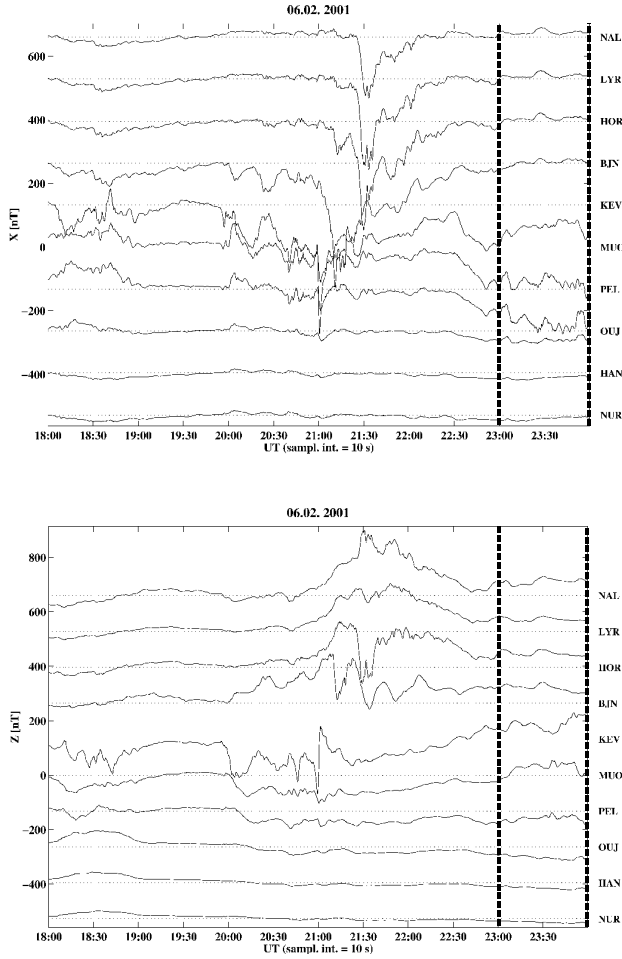 06.02. 2001
X [nT]
600
400
200
0
−200
−400
NAL
LYR
HOR
BJN
KEV
MUO
PEL
OUJ
HAN
NUR
18:00 18:30 19:00 19:30 20:00 20:30 21:00 21:30 22:00 22:30 23:00 23:30
UT (sampl. int. = 10 s)
06.02. 2001
Z [nT]
800
600
400
200
0
−200
−400
NAL
LYR
HOR
BJN
KEV
MUO
PEL
OUJ
HAN
NUR
18:00 18:30 19:00 19:30 20:00 20:30 21:00 21:30 22:00 22:30 23:00 23:30
UT (sampl. int. = 10 s)